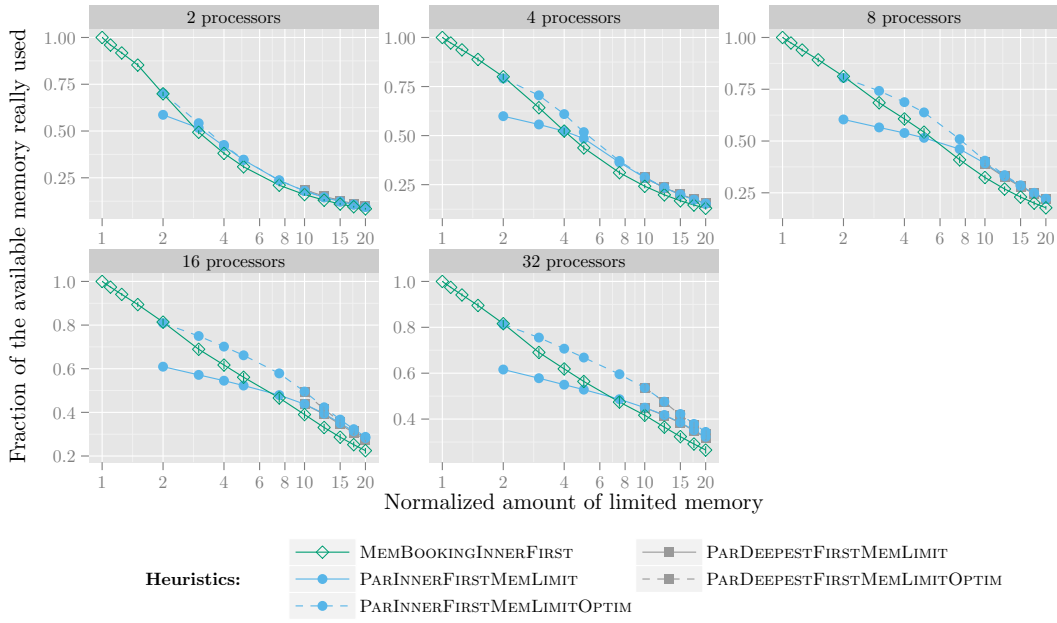 2 processors
4 processors
8 processors
1.00
0.75
0.50
0.25
1 2 4 6 8 10 15 20
1.00
0.75
0.50
0.25
1 2 4 6 8 10 15 20
1.00
0.75
0.50
0.25
1 2 4 6 8 10 15 20
16 processors
32 processors
1.0
0.8
0.6
0.4
0.2
1 2 4 6 8 10 15 20
1.0
0.8
0.6
0.4
1 2 4 6 8 10 15 20
Fraction of the available memory really used
Normalized amount of limited memory
Heuristics:
MEMBOOKINGINNERFIRST
PARINNERFIRSTMEMLIMIT
PARINNERFIRSTMEMLIMITOPTIM
PARDEEPESTFIRSTMEMLIMIT
PARDEEPESTFIRSTMEMLIMITOPTIM